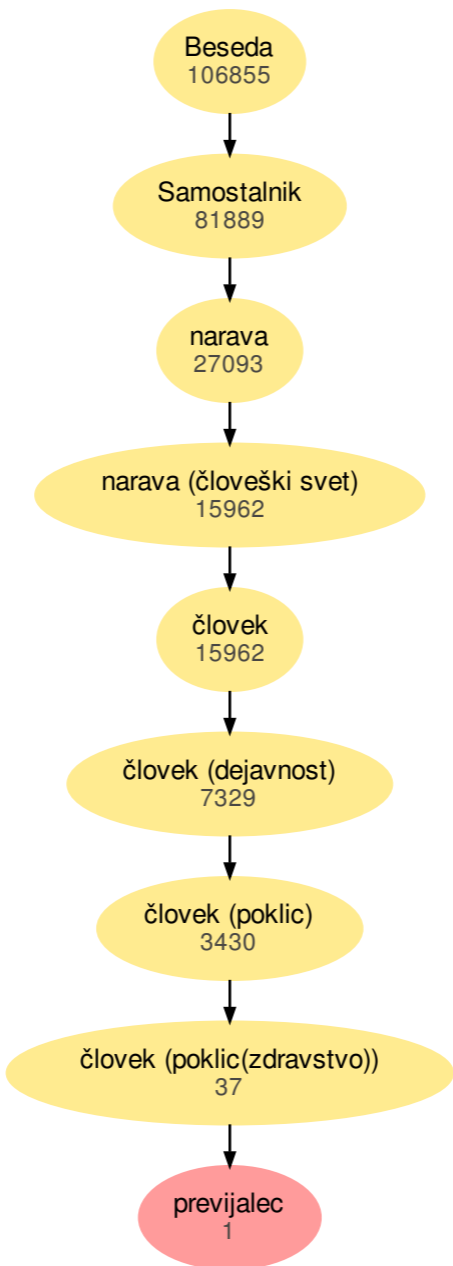 Beseda
106855
Samostalnik
81889
narava
27093
narava (človeški svet)
15962
človek
15962
človek (dejavnost)
7329
človek (poklic)
3430
človek (poklic(zdravstvo))
37
previjalec
1